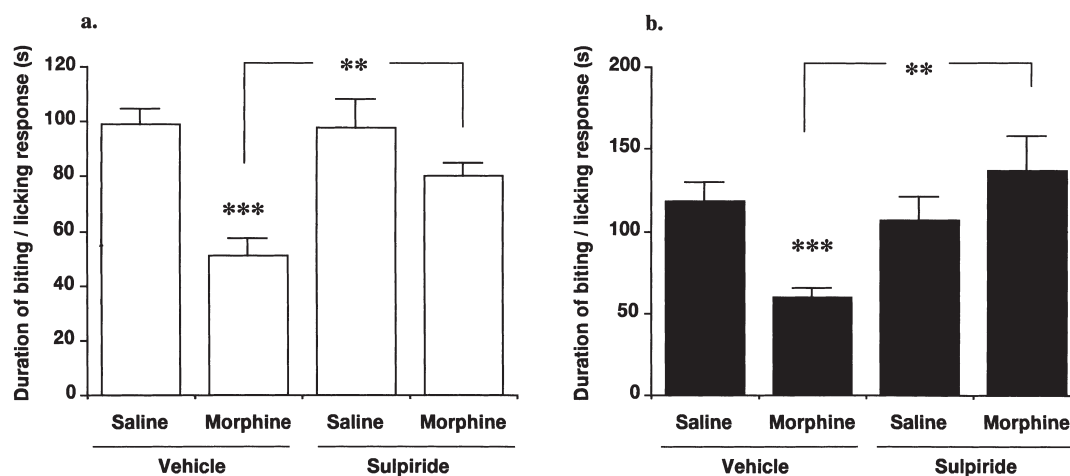 a.
Duration of biting / licking response (s)
120
100
80
60
40
20
0
**
***
Saline Morphine Saline Morphine
Vehicle Sulpiride
b.
Duration of biting / licking response (s)
200
150
100
50
0
**
***
Saline Morphine Saline Morphine
Vehicle Sulpiride